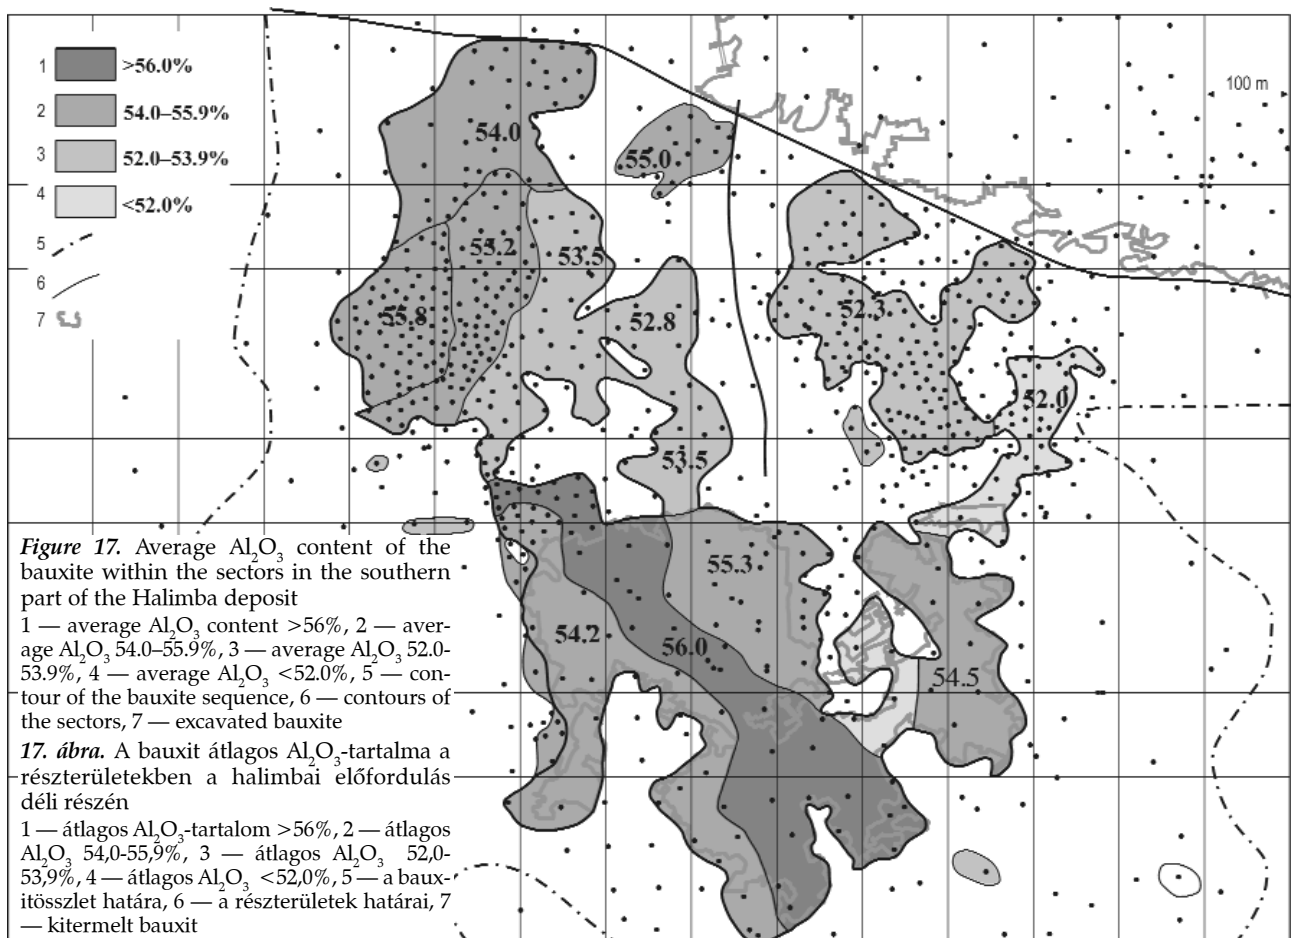 1 >56.0%
2 54.0–55.9%
3 52.0–53.9%
4 <52.0%
5
6
7
100 m
54.0
55.0
55.2
53.5
55.8
52.8
52.3
52.0
53.5
55.3
54.2
56.0
54.5
Figure 17. Average Al₂O₃ content of the
bauxite within the sectors in the southern
part of the Halimba deposit
1 — average Al₂O₃ content >56%, 2 — aver-
age Al₂O₃ 54.0–55.9%, 3 — average Al₂O₃ 52.0-
53.9%, 4 — average Al₂O₃ <52.0%, 5 — con-
tour of the bauxite sequence, 6 — contours of
the sectors, 7 — excavated bauxite
17. ábra. A bauxit átlagos Al₂O₃-tartalma a
részterületekben a halimbai előfordulás
déli részén
1 — átlagos Al₂O₃-tartalom >56%, 2 — átlagos
Al₂O₃ 54,0-55,9%, 3 — átlagos Al₂O₃ 52,0-
53,9%, 4 — átlagos Al₂O₃ <52,0%, 5 — a baux-
itösszlet határa, 6 — a részterületek határai, 7
— kitermelt bauxit